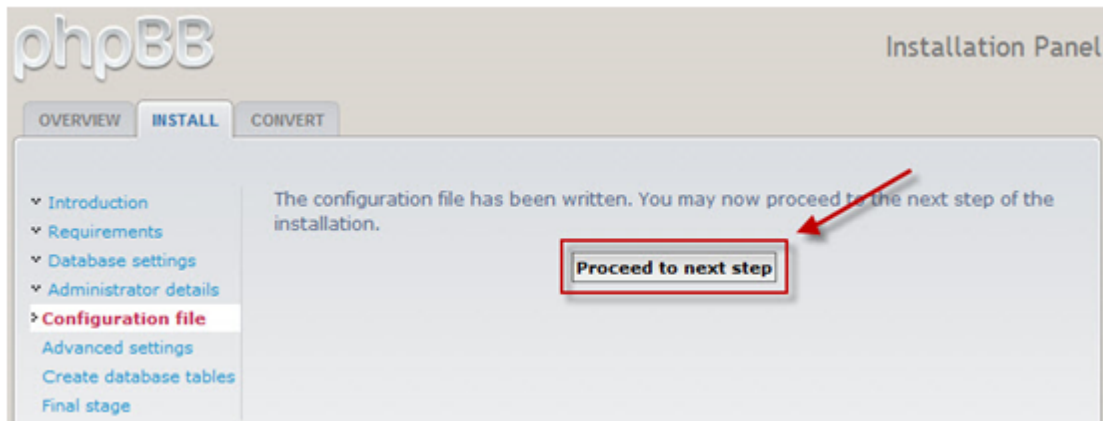 phpBB
Installation Panel
OVERVIEW INSTALL CONVERT
Introduction
Requirements
Database settings
Administrator details
Configuration file
Advanced settings
Create database tables
Final stage
The configuration file has been written. You may now proceed to the next step of the
installation.
Proceed to next step